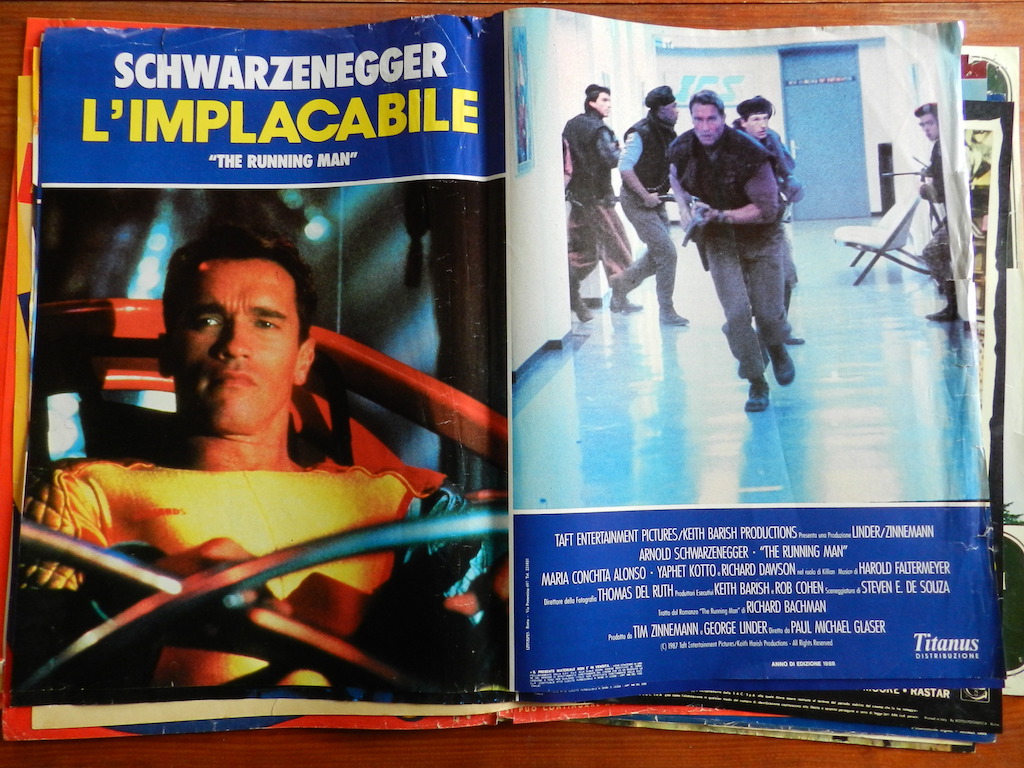 SCHWARZENEGGER
L'IMPLACABILE
"THE RUNNING MAN"
TAFT ENTERTAINMENT PICTURES/KEITH BARISH PRODUCTIONS Presenta una Produzione LINDER/ZINNEMANN
ARNOLD SCHWARZENEGGER · "THE RUNNING MAN"
MARIA CONCHITA ALONSO · YAPHET KOTTO e RICHARD DAWSON nel ruolo di Killian Musica di HAROLD FALTERMEYER
Direttore della Fotografia THOMAS DEL RUTH Produttori Esecutivi KEITH BARISH e ROB COHEN Sceneggiatura di STEVEN E. DE SOUZA
Tratto dal Romanzo "The Running Man" di RICHARD BACHMAN
Prodotto da TIM ZINNEMANN e GEORGE LINDER Diretto da PAUL MICHAEL GLASER
(C) 1987 Taft Entertainment Pictures/Keith Barish Productions - All Rights Reserved
Titanus
DISTRIBUZIONE
ANNO DI EDIZIONE 1988
RASTAR